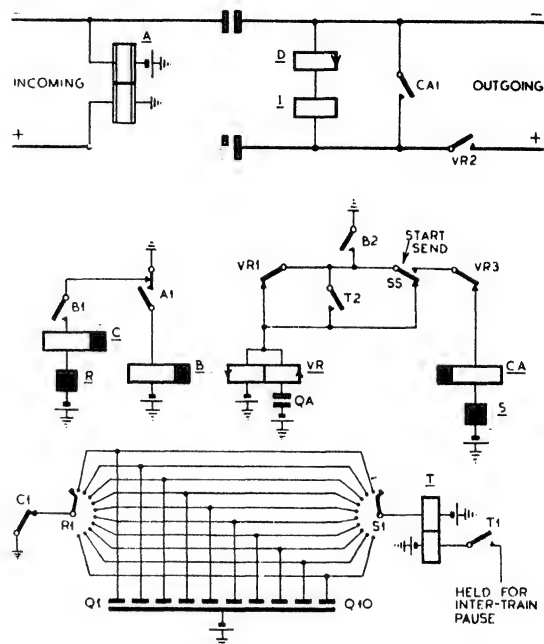 A
INCOMING
D
I
CA1
OUTGOING
VR2
B2
START
SEND
VR1
T2
SS
VR3
B1
A1
C
R
B
VR
QA
CA
S
C1
R1
S1
T
T1
Q1
Q10
HELD FOR
INTER-TRAIN
PAUSE